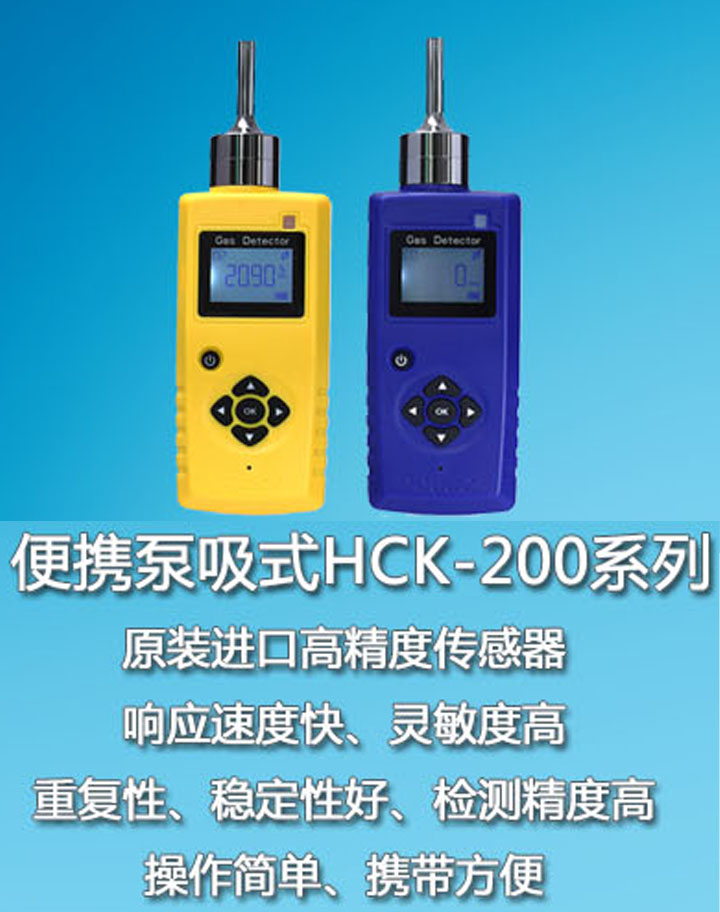 Gas Detector
Gas Detector
2090
0
OK
OK
便携泵吸式HCK-200系列
原装进口高精度传感器
响应速度快、灵敏度高
重复性、稳定性好、检测精度高
操作简单、携带方便